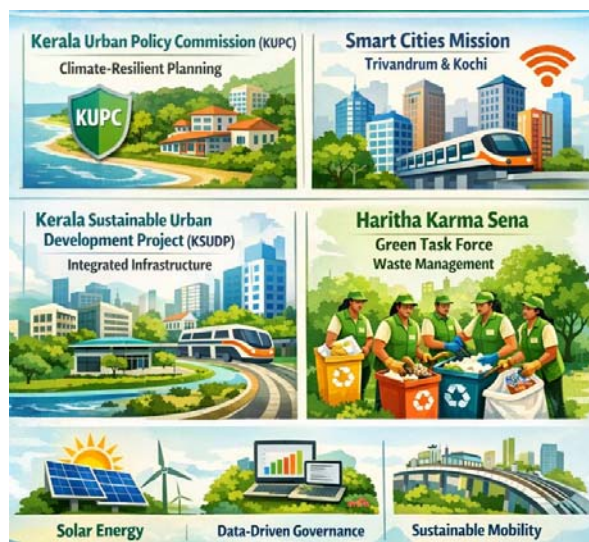 Kerala Urban Policy Commission (KUPC)
Climate-Resilient Planning
KUPC
Smart Cities Mission
Trivandrum & Kochi
Kerala Sustainable Urban
Development Project (KSUDP)
Integrated Infrastructure
Haritha Karma Sena
Green Task Force
Waste Management
Solar Energy
Data-Driven Governance
Sustainable Mobility